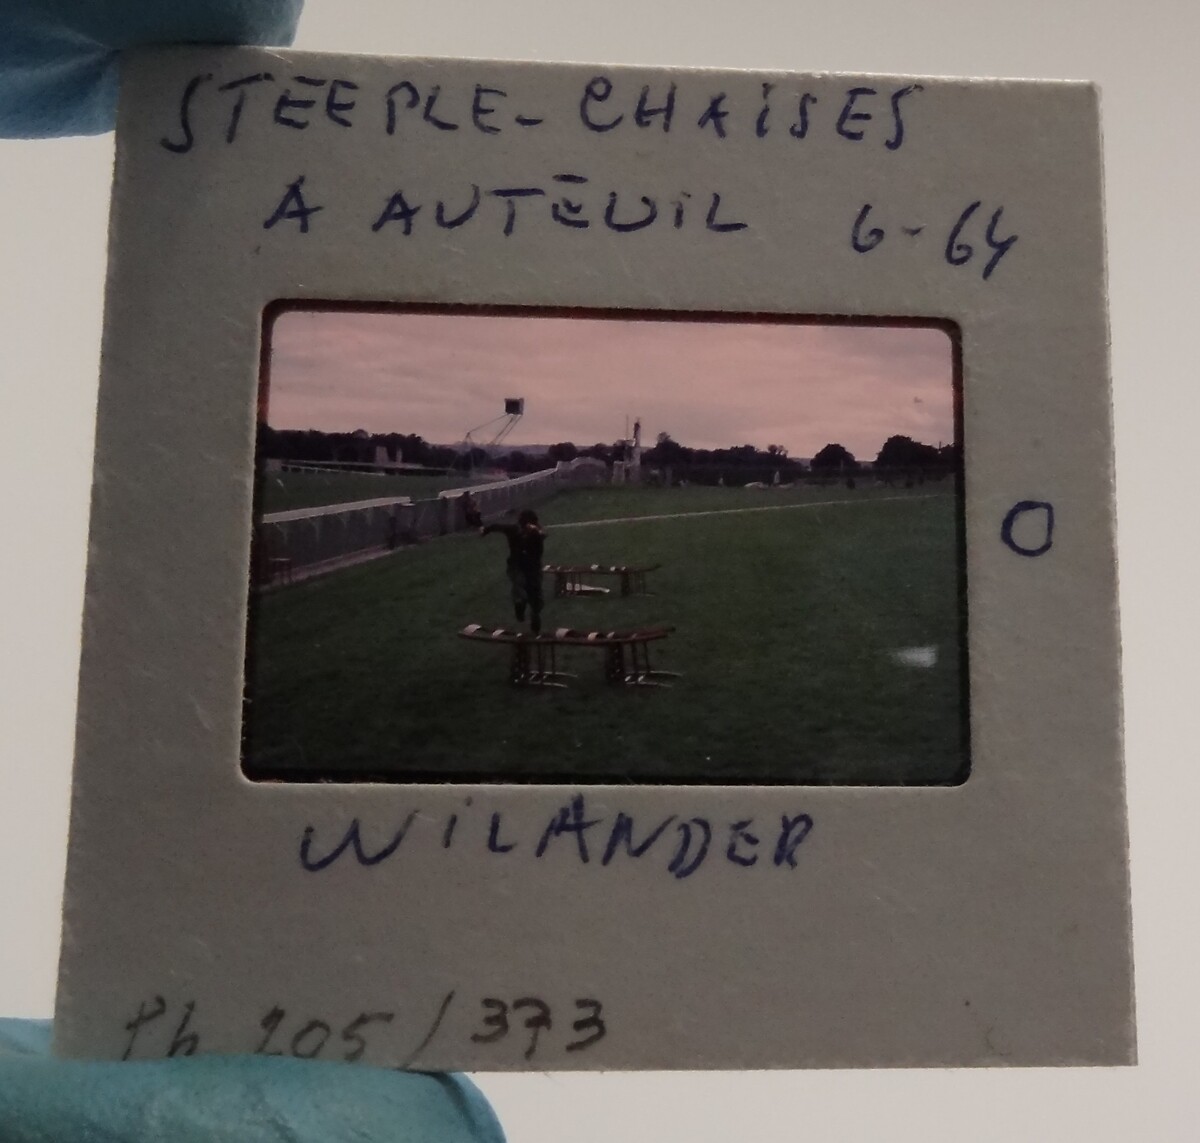 STEEPLE-CHAISES
A AUTEUIL 6-64
O
WILANDER
Ph 205/373